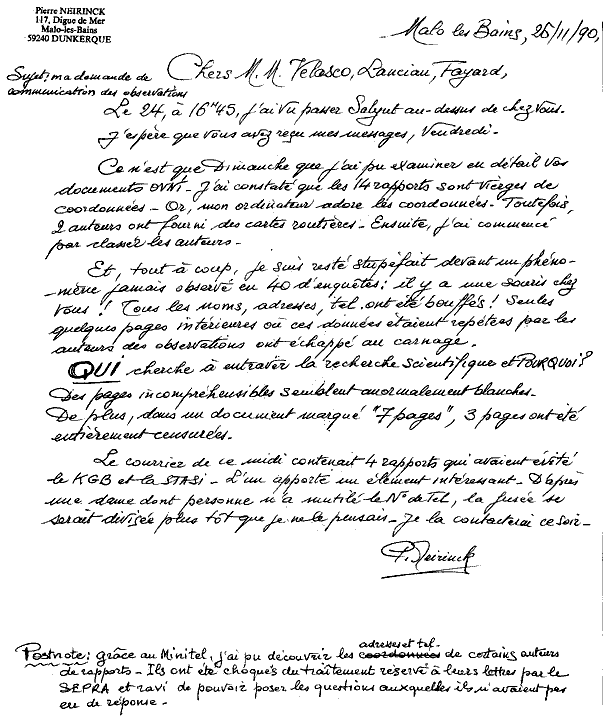 Pierre NEIRINCK
117, Digue de Mer
Malo-les-Bains
59240 DUNKERQUE
Malo les Bains, 26/11/90,
Sujet: ma demande de
communication des observations
Chers M.M. Velasco, Lancian, Fayard,
Le 24, à 16H45, j'ai vu passer Salyut au-dessus de chez vous.
J'espère que vous avez reçu mes messages, Vendredi.
Ce n'est que Dimanche que j'ai pu examiner en détail vos
documents OVNI - J'ai constaté que les 14 rapports sont vierges de
coordonnées - Or, mon ordinateur adore les coordonnées. Toutefois,
2 auteurs ont fourni des cartes routières - Ensuite, j'ai commencé
par classer les auteurs -
Et, tout à coup, je suis resté stupéfait devant un phéno-
-mène jamais observé en 40 d'enquêtes: il y a une souris chez
vous!! Tous les noms, adresses, tel. ont été bouffés! Seules
quelques pages intérieures où ces données étaient repétées par les
auteurs des observations ont échappé au carnage.
QUI cherche à entraver la recherche scientifique et POURQUOI?
Des pages incompréhensibles semblent anormalement blanches.
De plus, dans un document marqué "7 pages", 3 pages ont été
entièrement censurées -
Le courrier de ce midi contenait 4 rapports qui avaient évité
le KGB et la STASI - L'un apporte un élément intéressant - D'après
une dame dont personne n'a mutilé le N° de Tel, la fusée se
serait divisée plus tôt que je ne le pensais - Je la contacterai ce soir -
P. Neirinck
Postnote: grâce au Minitel, j'ai pu découvrir les coordonnées adresses et tel. de certains auteurs
de rapports - Ils ont été choqués du traitement réservé à leurs lettres par le
SEPRA et ravi de pouvoir poser les questions auxquelles ils n'avaient pas
eu de réponse -